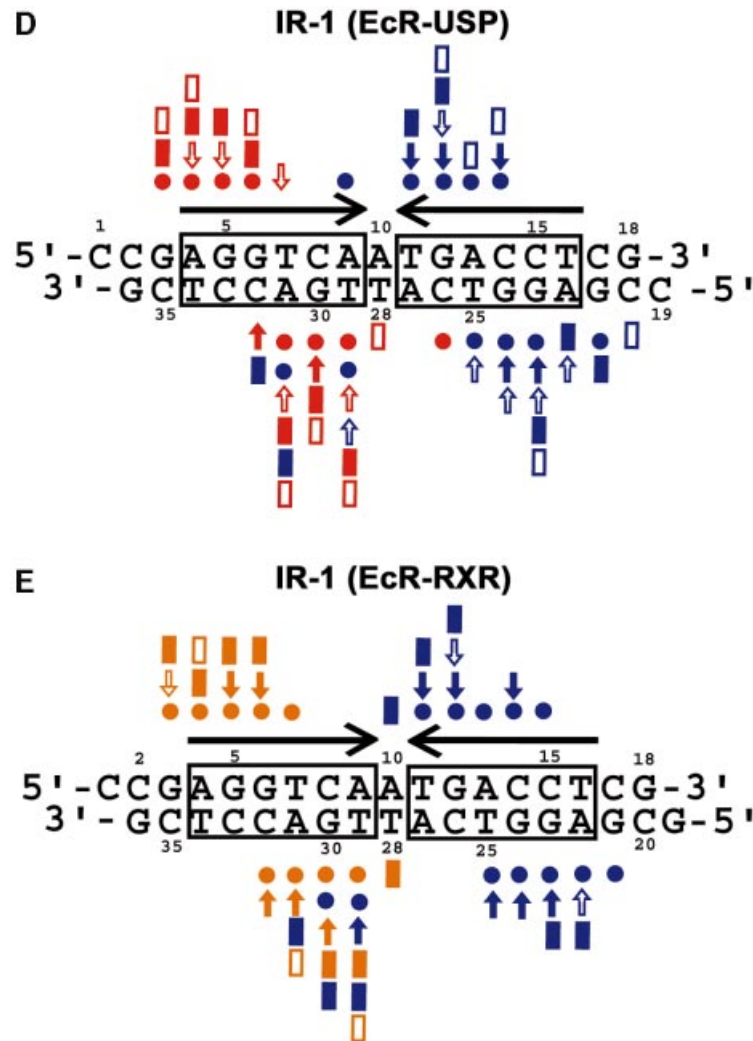 D
IR-1 (EcR-USP)
1 5 10 15 18
5'-CCGAGGTCAATGACCTCG-3'
3'-GCTCCAGTTACTGGAGCC-5'
35 30 28 25 19
E
IR-1 (EcR-RXR)
2 5 10 15 18
5'-CCGAGGTCAATGACCTCG-3'
3'-GCTCCAGTTACTGGAGCG-5'
35 30 28 25 20